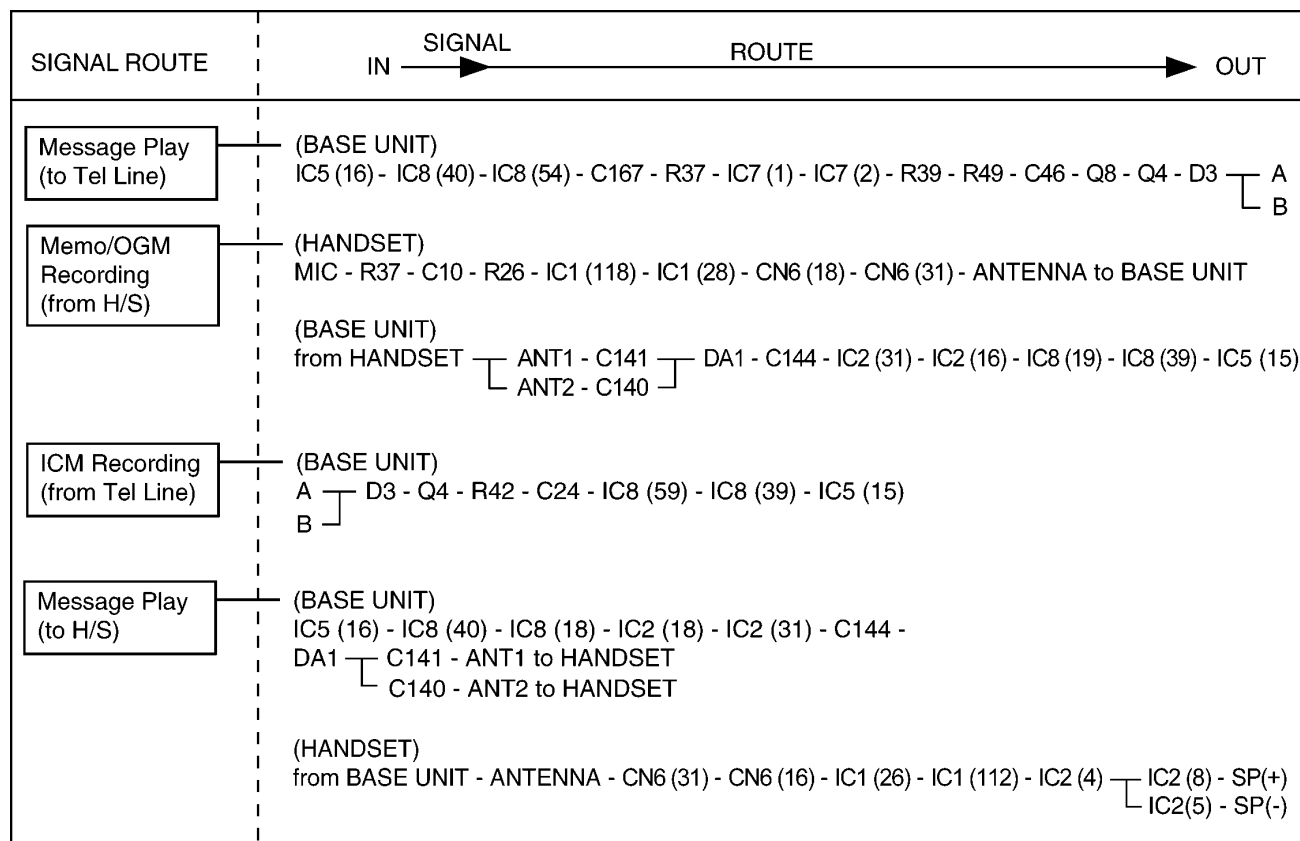 SIGNAL ROUTE
IN SIGNAL ROUTE OUT
Message Play
(to Tel Line)
(BASE UNIT)
IC5 (16) - IC8 (40) - IC8 (54) - C167 - R37 - IC7 (1) - IC7 (2) - R39 - R49 - C46 - Q8 - Q4 - D3 A
B
Memo/OGM
Recording
(from H/S)
(HANDSET)
MIC - R37 - C10 - R26 - IC1 (118) - IC1 (28) - CN6 (18) - CN6 (31) - ANTENNA to BASE UNIT
(BASE UNIT)
from HANDSET ANT1 - C141 DA1 - C144 - IC2 (31) - IC2 (16) - IC8 (19) - IC8 (39) - IC5 (15)
ANT2 - C140
ICM Recording
(from Tel Line)
(BASE UNIT)
A D3 - Q4 - R42 - C24 - IC8 (59) - IC8 (39) - IC5 (15)
B
Message Play
(to H/S)
(BASE UNIT)
IC5 (16) - IC8 (40) - IC8 (18) - IC2 (18) - IC2 (31) - C144 -
DA1 C141 - ANT1 to HANDSET
C140 - ANT2 to HANDSET
(HANDSET)
from BASE UNIT - ANTENNA - CN6 (31) - CN6 (16) - IC1 (26) - IC1 (112) - IC2 (4) IC2 (8) - SP(+)
IC2(5) - SP(-)